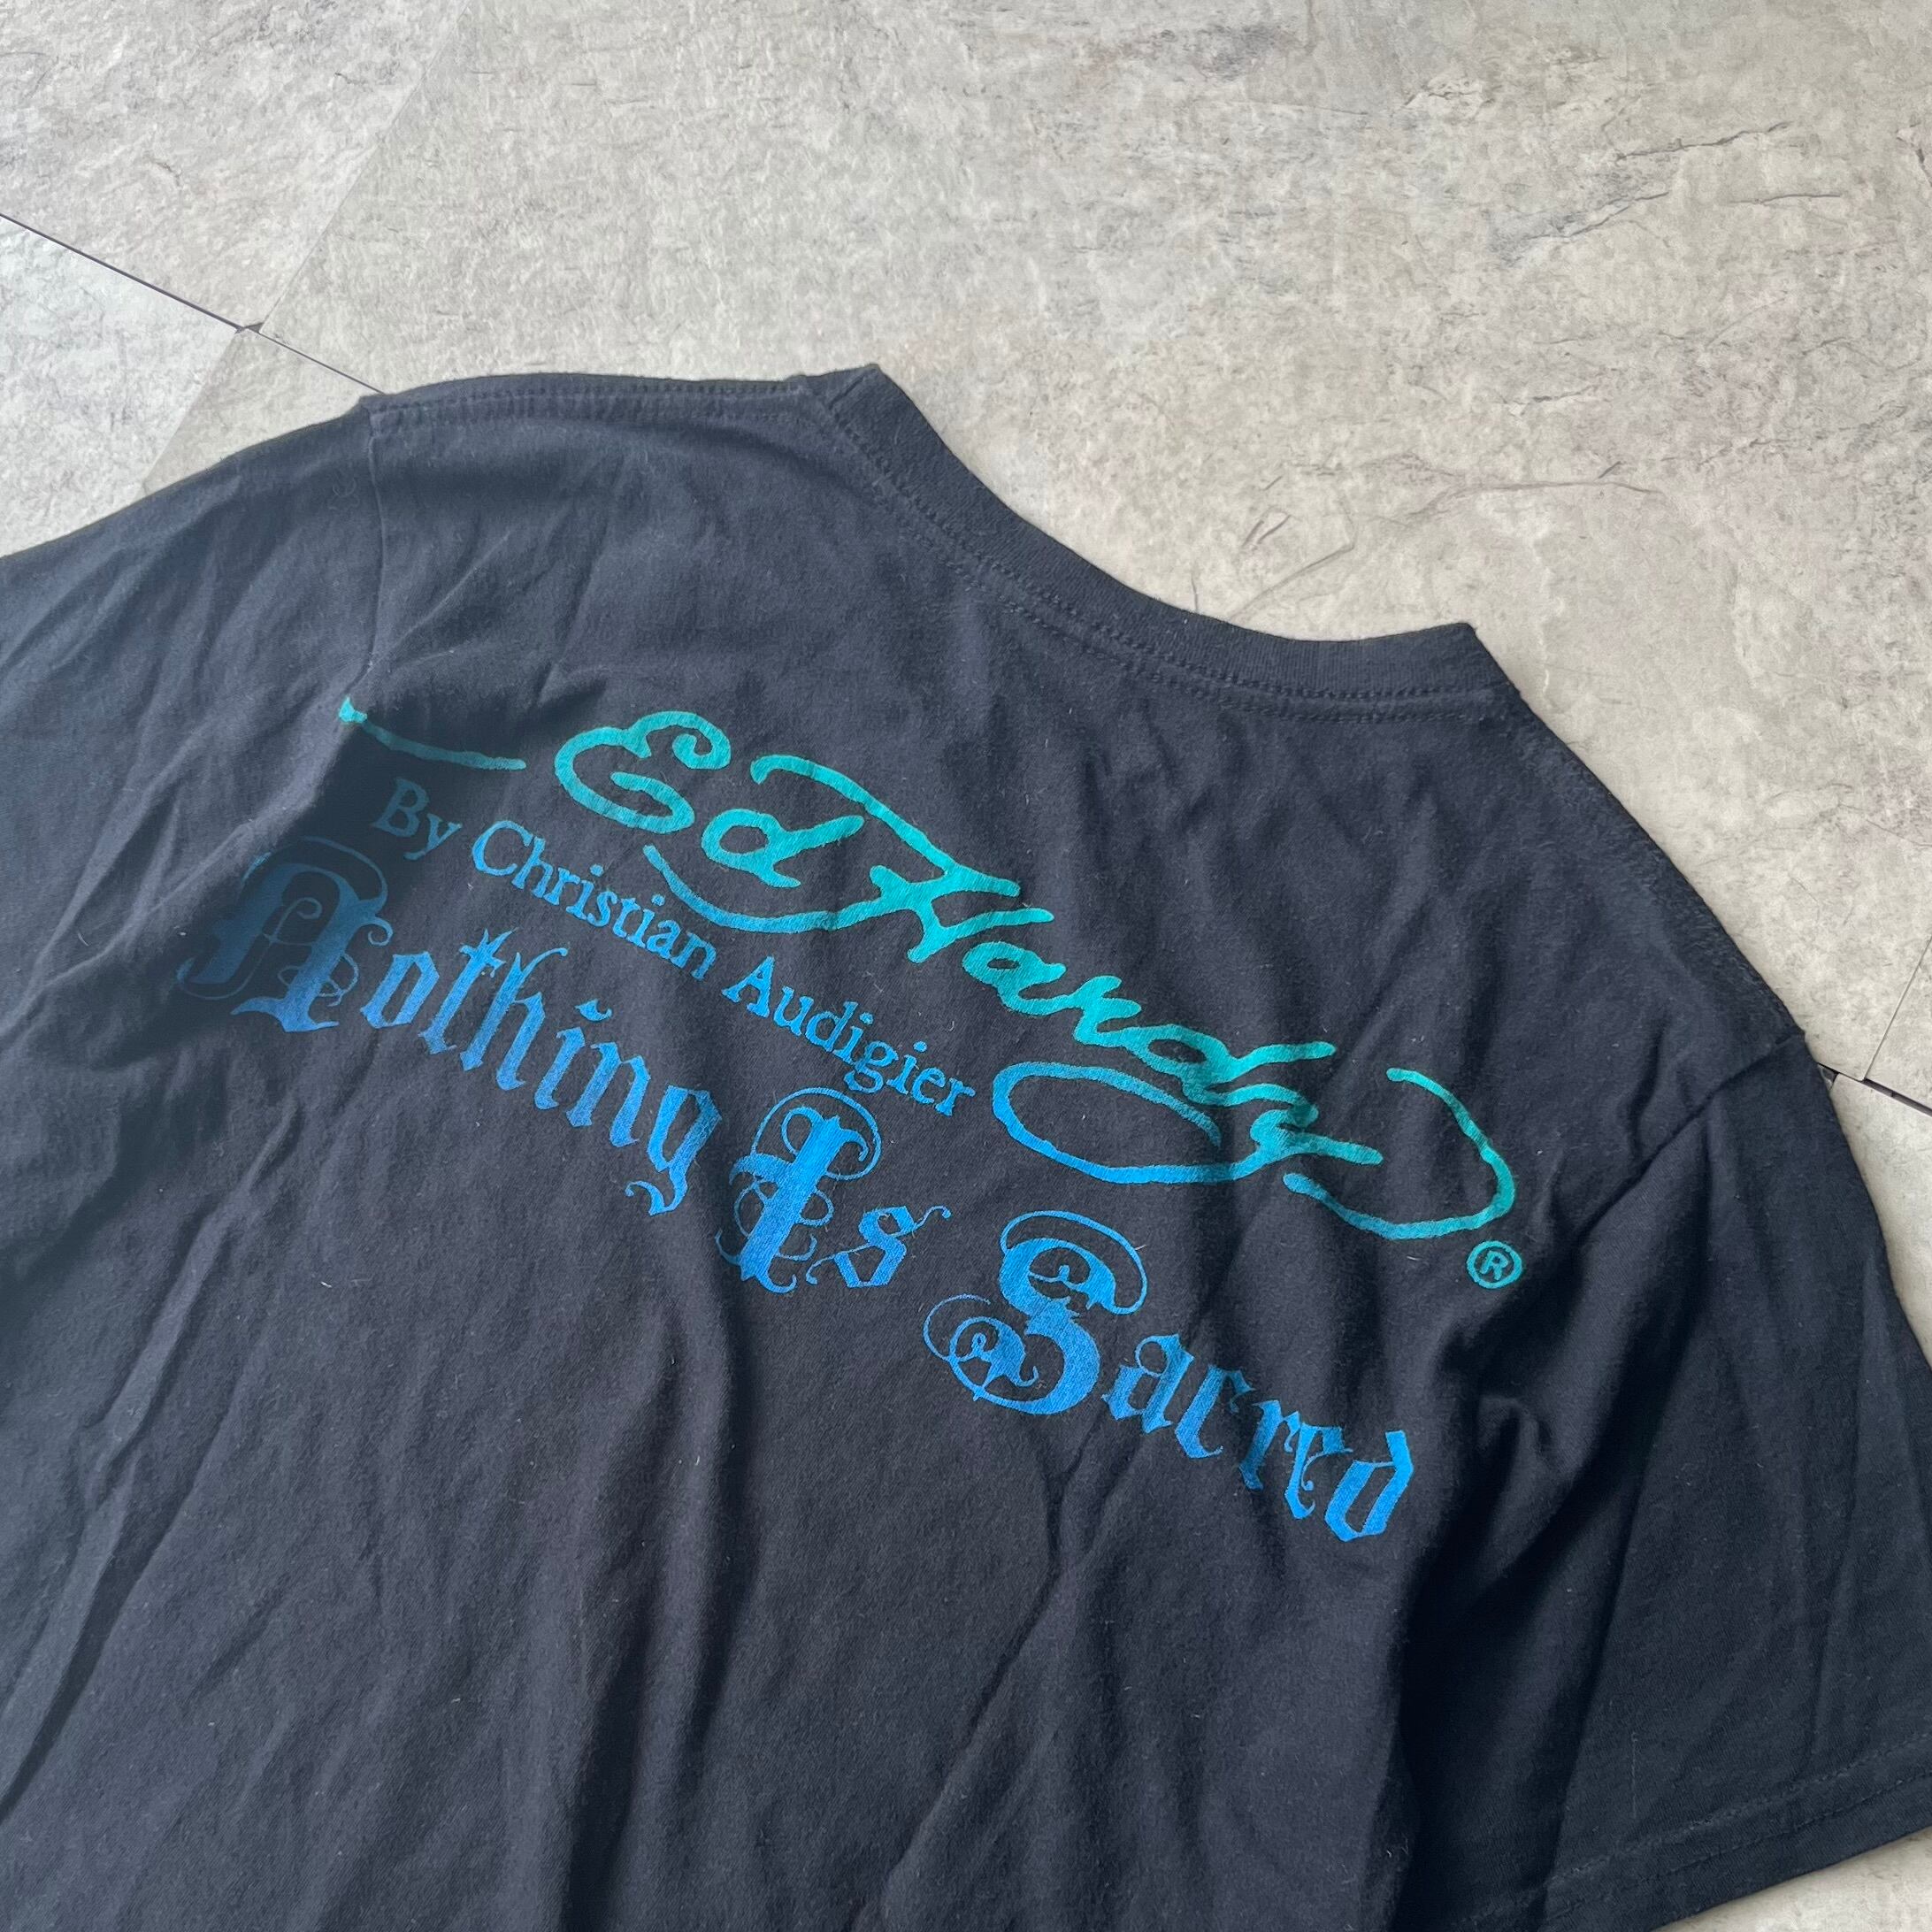 Ed Hardy ®
By Christian Audigier
Nothing Is Sacred